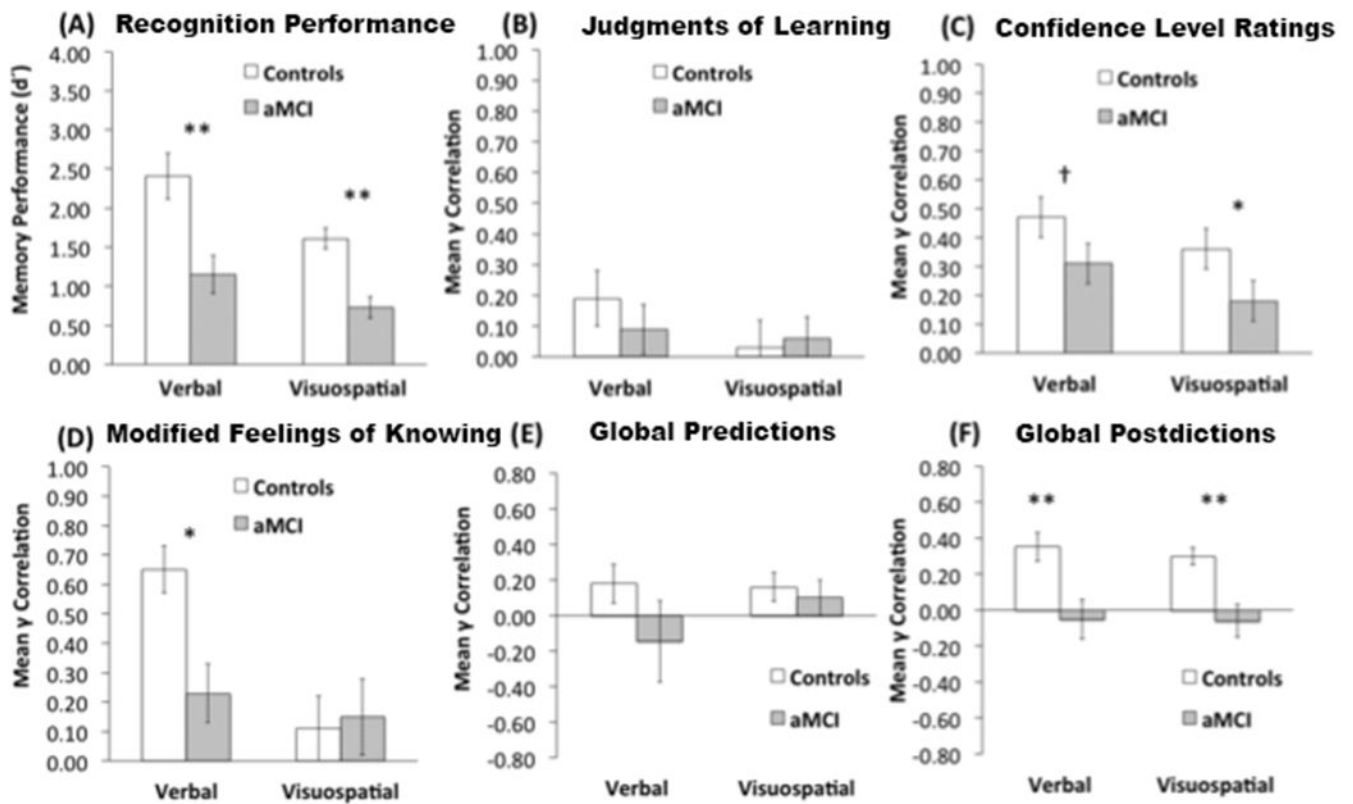 (A) Recognition Performance
Memory Performance (d')
4.00
3.50
3.00
2.50
2.00
1.50
1.00
0.50
0.00
Controls
aMCI
**
**
Verbal Visuospatial
(B) Judgments of Learning
Mean γ Correlation
1.00
0.90
0.80
0.70
0.60
0.50
0.40
0.30
0.20
0.10
0.00
Controls
aMCI
Verbal Visuospatial
(C) Confidence Level Ratings
Mean γ Correlation
1.00
0.90
0.80
0.70
0.60
0.50
0.40
0.30
0.20
0.10
0.00
Controls
aMCI
†
*
Verbal Visuospatial
(D) Modified Feelings of Knowing
Mean γ Correlation
1.00
0.90
0.80
0.70
0.60
0.50
0.40
0.30
0.20
0.10
0.00
Controls
aMCI
*
Verbal Visuospatial
(E) Global Predictions
Mean γ Correlation
0.80
0.60
0.40
0.20
0.00
-0.20
-0.40
-0.60
-0.80
Controls
aMCI
Verbal Visuospatial
(F) Global Postdictions
Mean γ Correlation
0.80
0.60
0.40
0.20
0.00
-0.20
-0.40
-0.60
-0.80
**
**
Controls
aMCI
Verbal Visuospatial